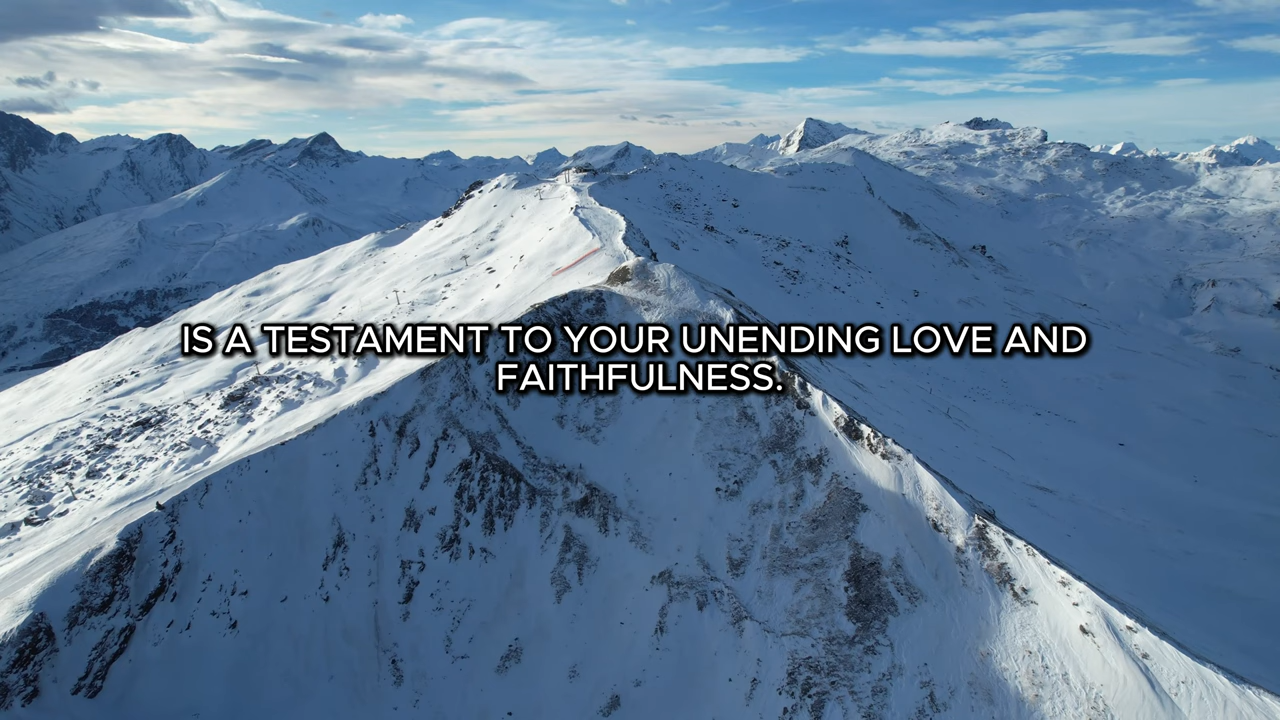 IS A TESTAMENT TO YOUR UNENDING LOVE AND
FAITHFULNESS.